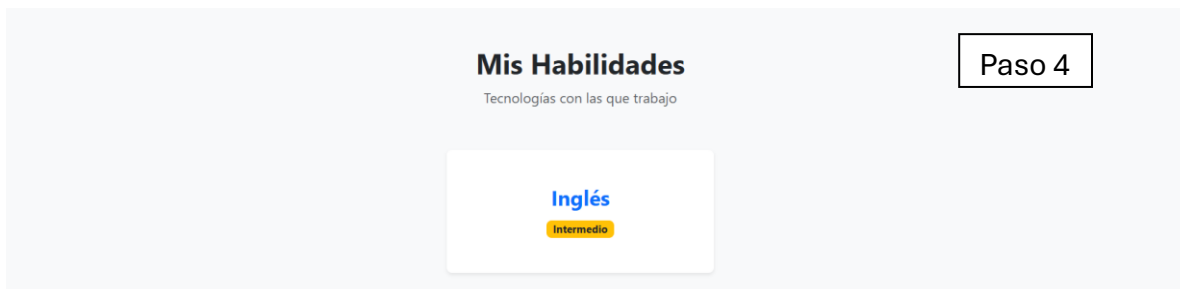 Mis Habilidades
Paso 4
Tecnologías con las que trabajo
Inglés
Intermedio